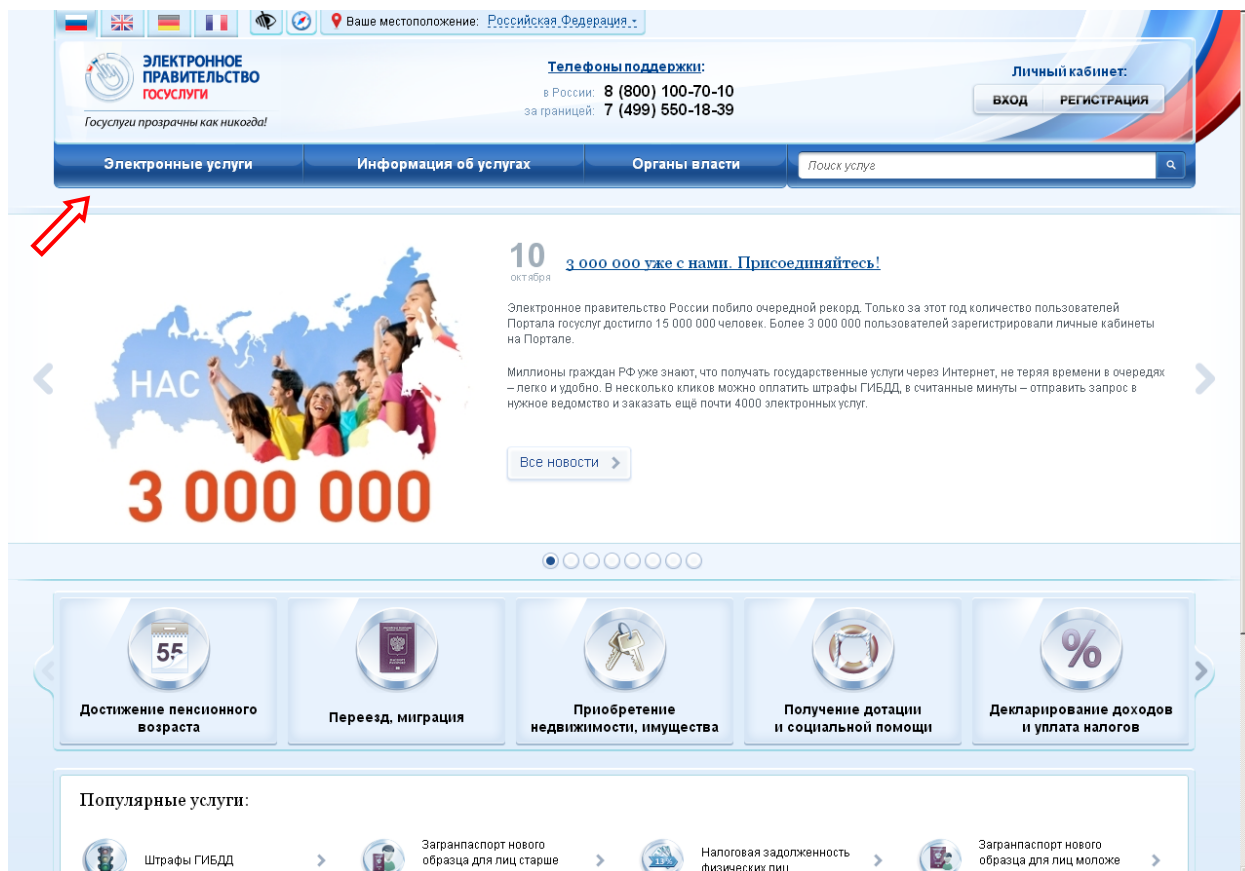 Ваше местоположение: Российская Федерация
ЭЛЕКТРОННОЕ
ПРАВИТЕЛЬСТВО
ГОСУСЛУГИ
Госуслуги прозрачны как никогда!
Телефоны поддержки:
в России: 8 (800) 100-70-10
за границей: 7 (499) 550-18-39
Личный кабинет:
ВХОД РЕГИСТРАЦИЯ
Электронные услуги Информация об услугах Органы власти Поиск услуг
10
октября
3 000 000 уже с нами. Присоединяйтесь!
Электронное правительство России побило очередной рекорд. Только за этот год количество пользователей
Портала госуслуг достигло 15 000 000 человек. Более 3 000 000 пользователей зарегистрировали личные кабинеты
на Портале.
Миллионы граждан РФ уже знают, что получать государственные услуги через Интернет, не теряя времени в очередях
– легко и удобно. В несколько кликов можно оплатить штрафы ГИБДД, в считанные минуты – отправить запрос в
нужное ведомство и заказать ещё почти 4000 электронных услуг.
Все новости
НАС
3 000 000
55
Достижение пенсионного
возраста
Переезд, миграция
Приобретение
недвижимости, имущества
Получение дотации
и социальной помощи
%
Декларирование доходов
и уплата налогов
Популярные услуги:
Штрафы ГИБДД
Загранпаспорт нового
образца для лиц старше
13%
Налоговая задолженность
физических лиц
Загранпаспорт нового
образца для лиц моложе